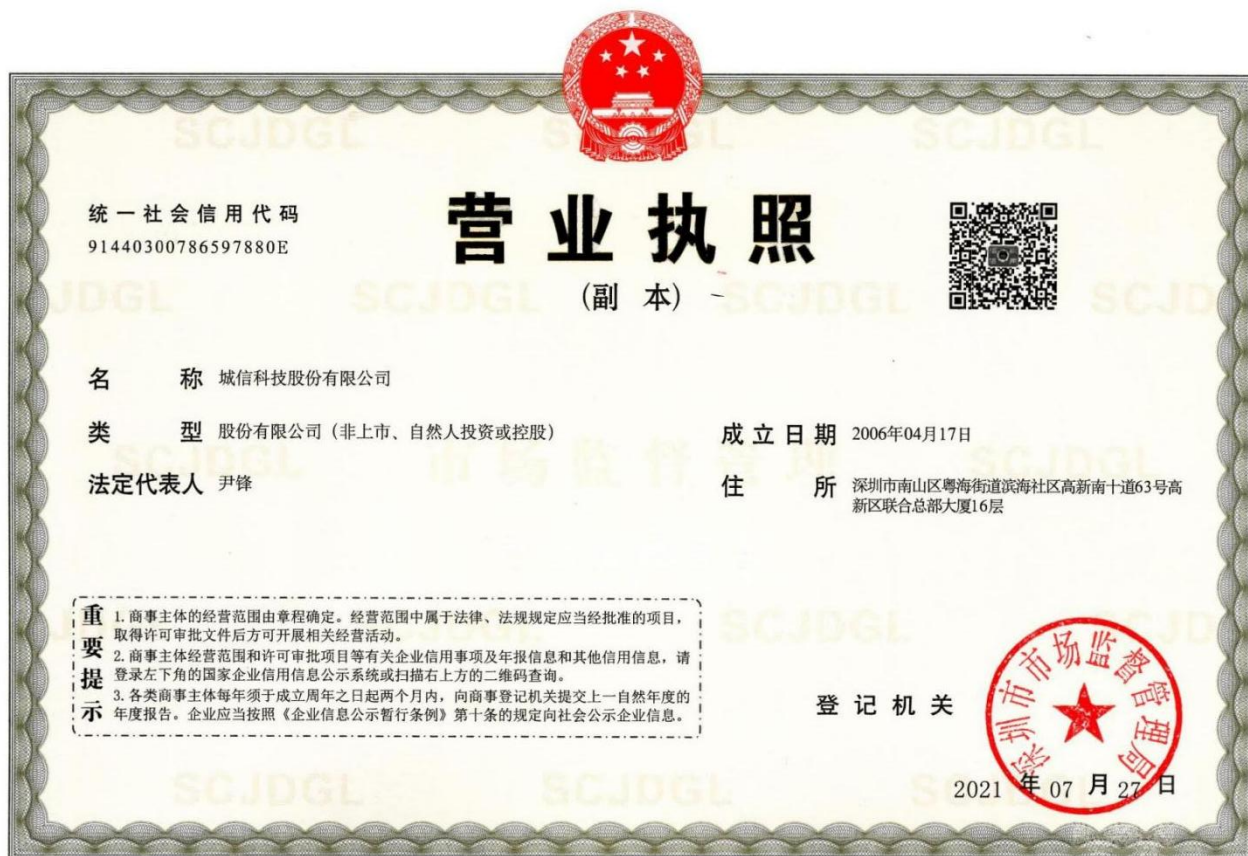 统一社会信用代码
91440300786597880E
营业执照
（副 本）
名 称 城信科技股份有限公司
类 型 股份有限公司（非上市、自然人投资或控股）
成立日期 2006年04月17日
法定代表人 尹锋
住 所 深圳市南山区粤海街道滨海社区高新南十道63号高
新区联合总部大厦16层
重要提示
1. 商事主体的经营范围由章程确定。经营范围中属于法律、法规规定应当经批准的项目，
取得许可审批文件后方可开展相关经营活动。
2. 商事主体经营范围和许可审批项目等有关企业信用事项及年报信息和其他信用信息，请
登录左下角的国家企业信用信息公示系统或扫描右上方的二维码查询。
3. 各类商事主体每年须于成立周年之日起两个月内，向商事登记机关提交上一自然年度的
年度报告。企业应当按照《企业信息公示暂行条例》第十条的规定向社会公示企业信息。
登记机关
深圳市市场监督管理局
2021 年 07 月 27 日
SCJDGL
市场监督管理